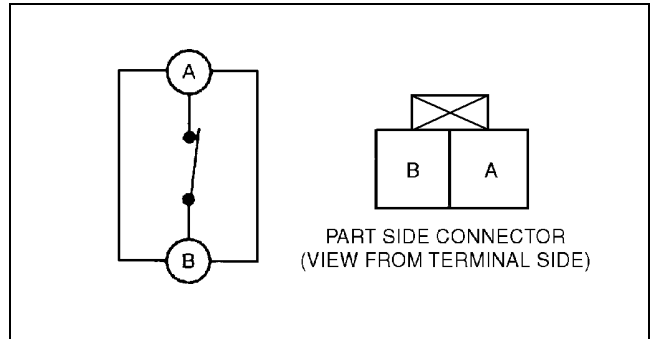 A
B A
B
PART SIDE CONNECTOR
(VIEW FROM TERMINAL SIDE)